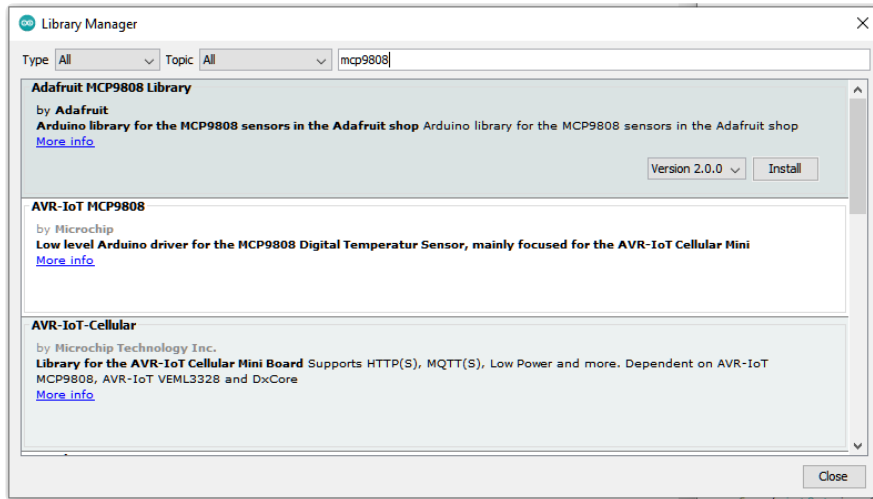 Library Manager
Type All Topic All mcp9808
Adafruit MCP9808 Library
by Adafruit
Arduino library for the MCP9808 sensors in the Adafruit shop Arduino library for the MCP9808 sensors in the Adafruit shop
More info
Version 2.0.0 Install
AVR-IoT MCP9808
by Microchip
Low level Arduino driver for the MCP9808 Digital Temperatur Sensor, mainly focused for the AVR-IoT Cellular Mini
More info
AVR-IoT-Cellular
by Microchip Technology Inc.
Library for the AVR-IoT Cellular Mini Board Supports HTTP(S), MQTT(S), Low Power and more. Dependent on AVR-IoT
MCP9808, AVR-IoT VEML3328 and DxCore
More info
Close